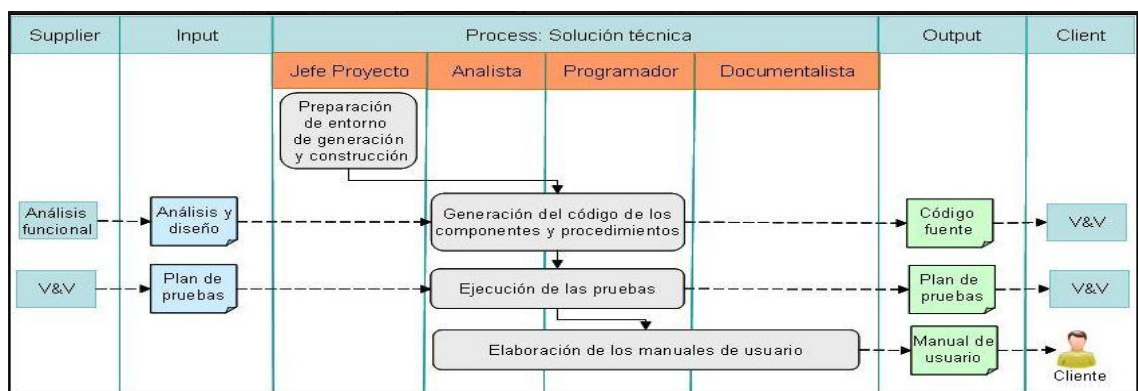 Supplier
Input
Process: Solución técnica
Output
Client
Jefe Proyecto
Analista
Programador
Documentalista
Preparación
de entorno
de generación
y construcción
Análisis
funcional
Análisis y
diseño
Generación del código de los
componentes y procedimientos
Código
fuente
V&V
V&V
Plan de
pruebas
Ejecución de las pruebas
Plan de
pruebas
V&V
Elaboración de los manuales de usuario
Manual de
usuario
Cliente